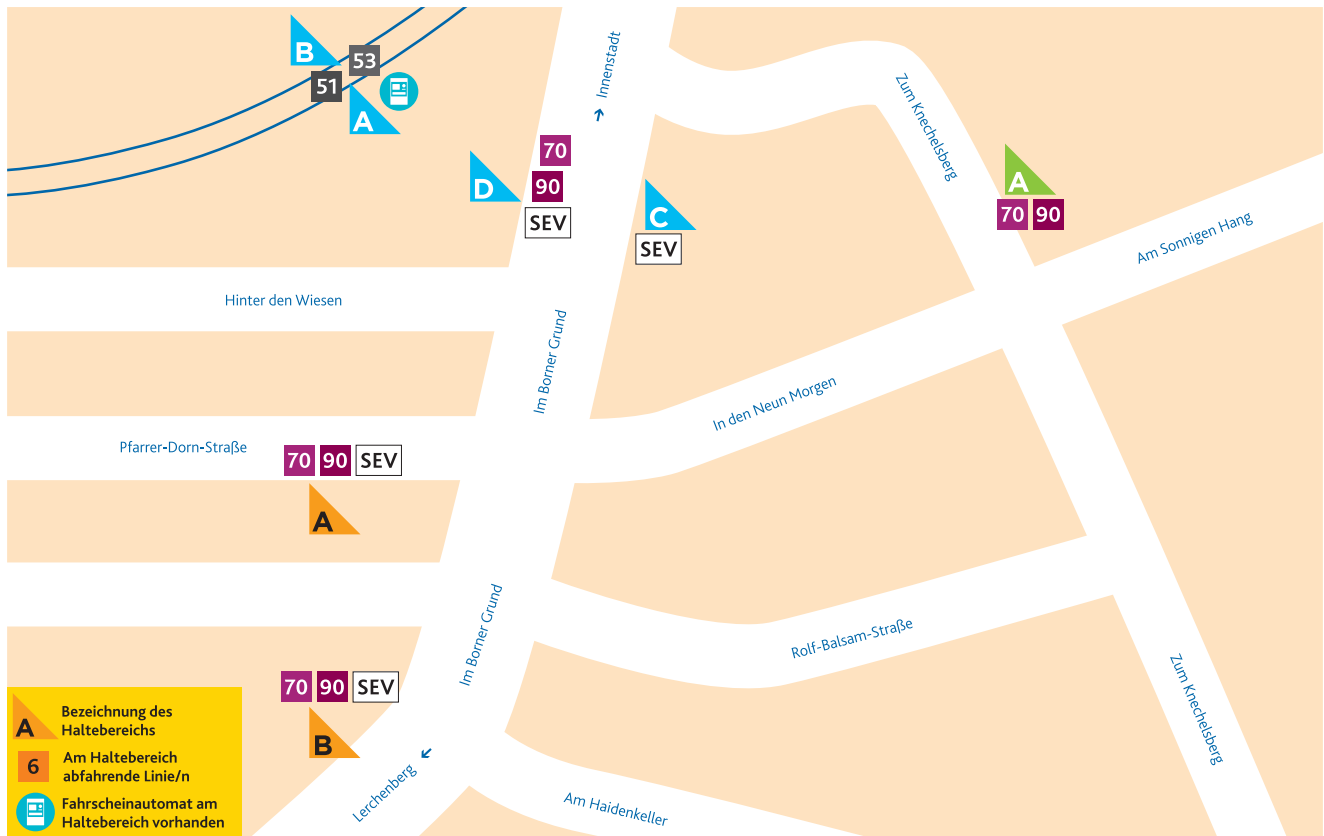 B
53
51
A
Innenstadt
70
D
90
SEV
C
SEV
Zum Knechelsberg
A
70 90
Am Sonnigen Hang
Hinter den Wiesen
Im Borner Grund
In den Neun Morgen
Pfarrer-Dorn-Straße
70 90 SEV
A
Im Borner Grund
Rolf-Balsam-Straße
Zum Knechelsberg
70 90 SEV
B
Lerchenberg
Am Haidenkeller
A
Bezeichnung des
Haltebereichs
6
Am Haltebereich
abfahrende Linie/n
Fahrscheinautomat am
Haltebereich vorhanden